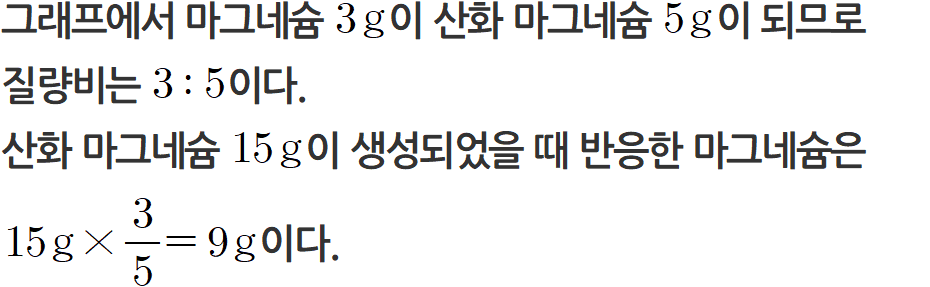 그래프에서 마그네슘 3 g이 산화 마그네슘 5 g이 되므로
질량비는 3 : 5이다.
산화 마그네슘 15 g이 생성되었을 때 반응한 마그네슘은
15 g × 3/5 = 9 g이다.